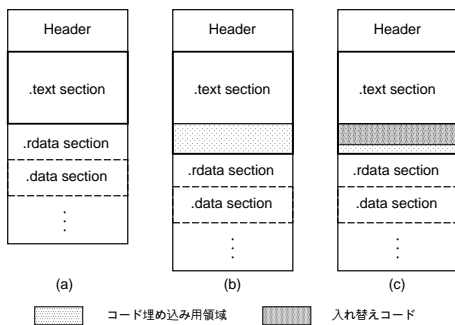 Header
.text section
.rdata section
.data section
(a)
Header
.text section
.rdata section
.data section
(b)
Header
.text section
.rdata section
.data section
(c)
コード埋め込み用領域
入れ替えコード